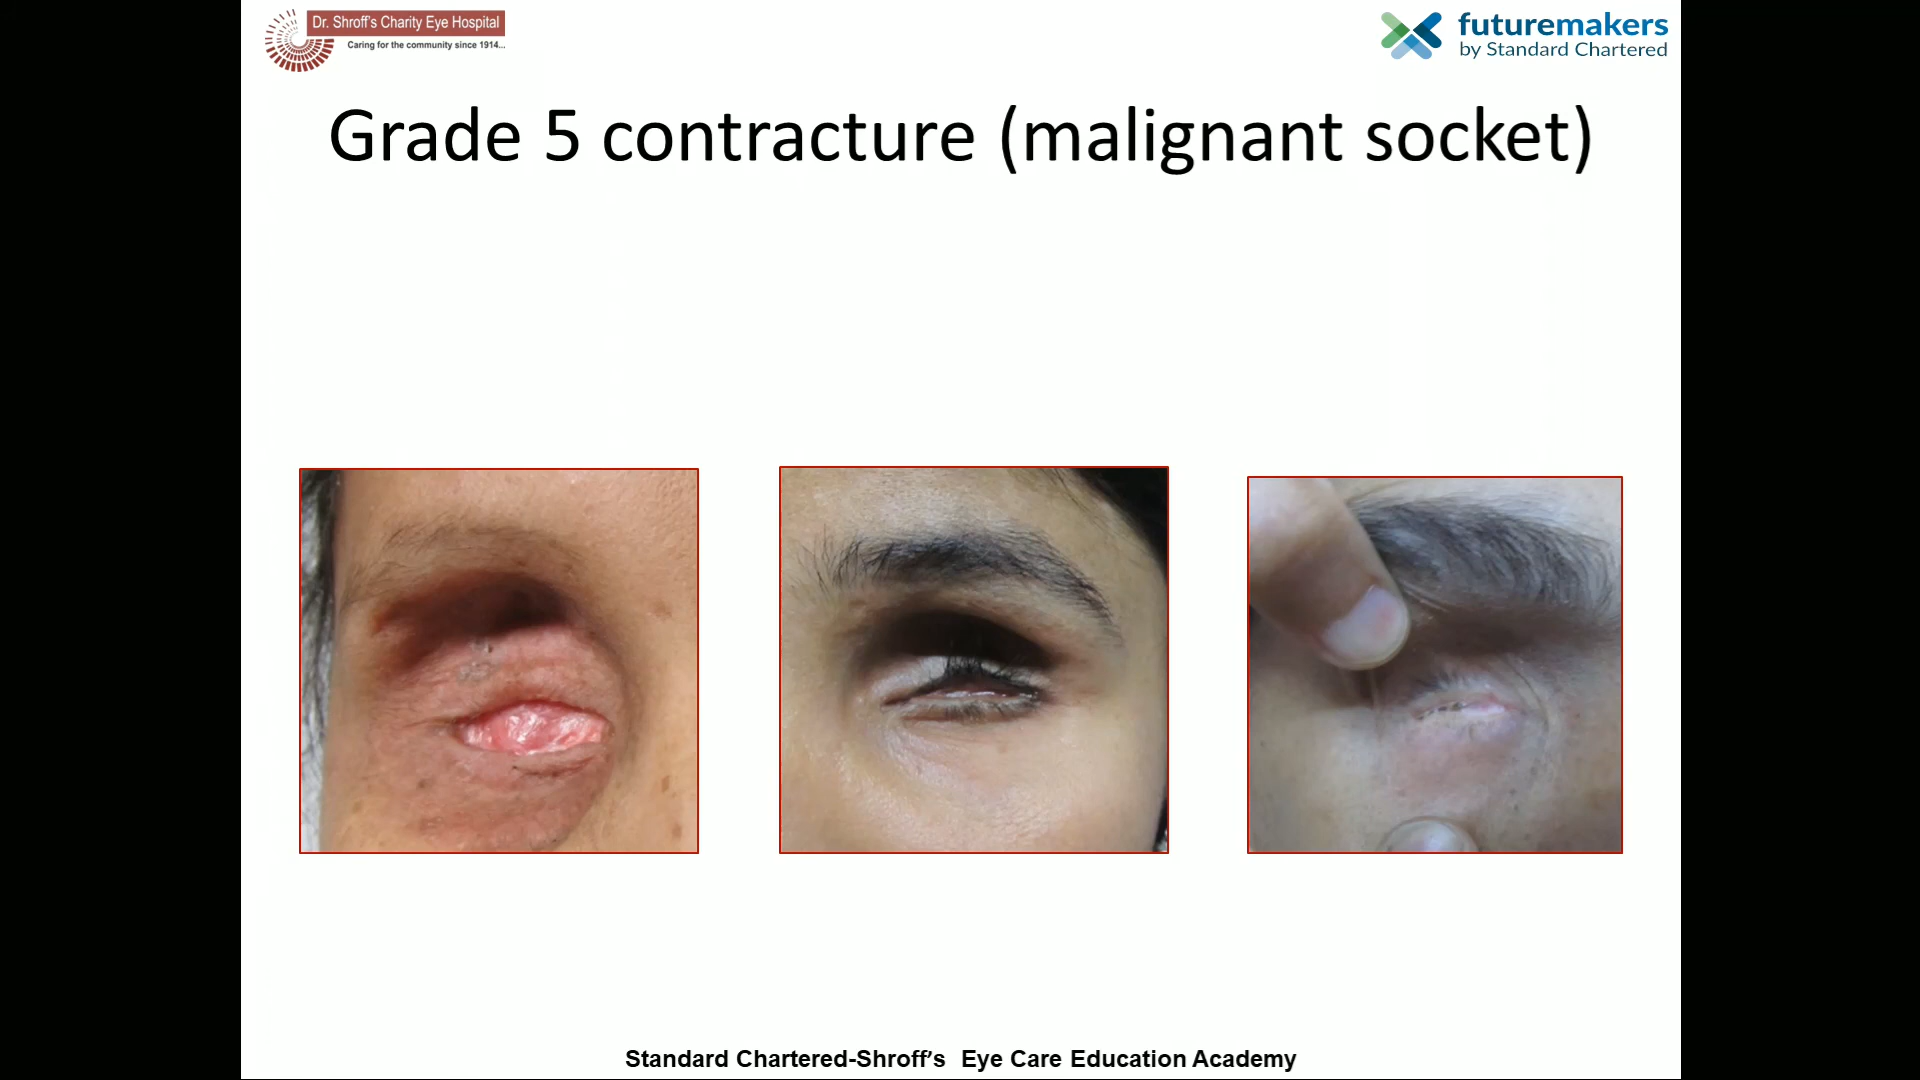 Dr. Shroff's Charity Eye Hospital
Caring for the community since 1914...
futuremakers
by Standard Chartered
Grade 5 contracture (malignant socket)
Standard Chartered-Shroff's Eye Care Education Academy